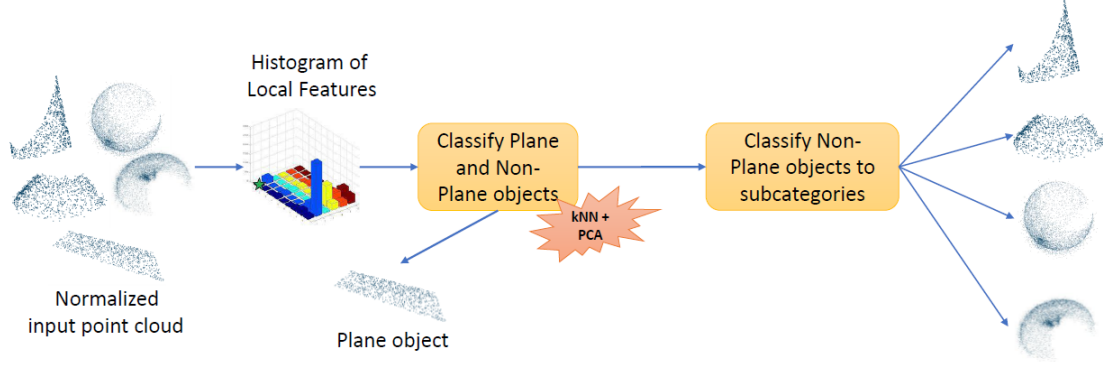 Histogram of
Local Features
Classify Plane
and Non-
Plane objects
Classify Non-
Plane objects to
subcategories
kNN +
PCA
Normalized
input point cloud
Plane object